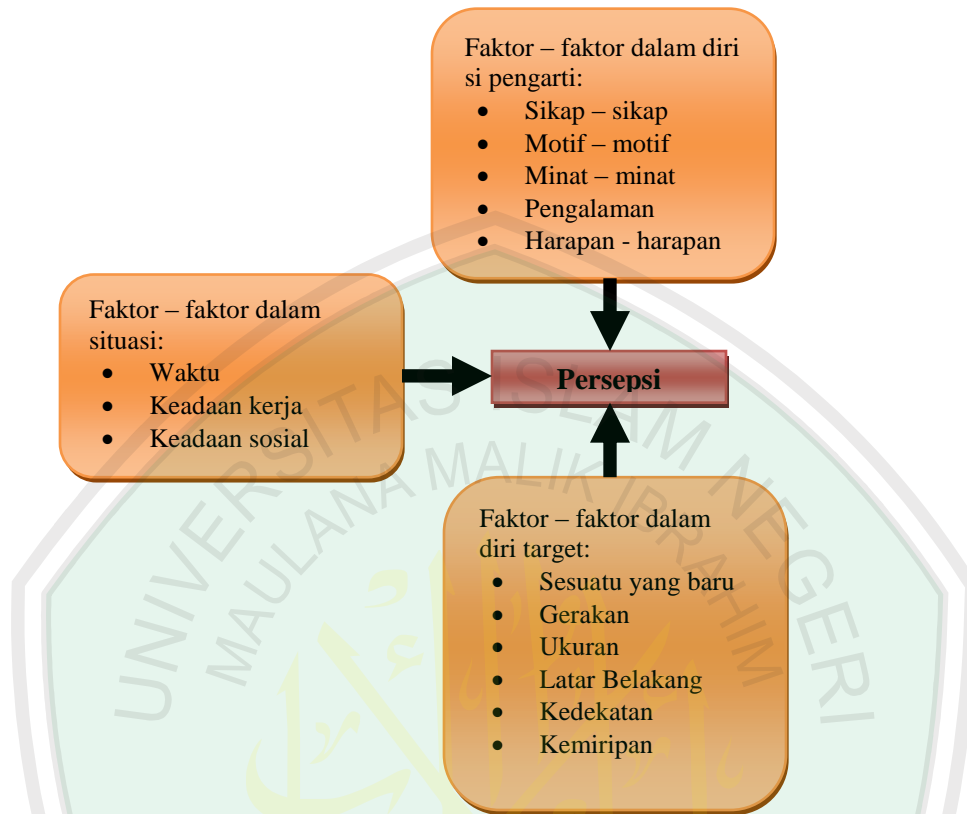 Faktor – faktor dalam diri
si pengarti:
• Sikap – sikap
• Motif – motif
• Minat – minat
• Pengalaman
• Harapan - harapan
Faktor – faktor dalam
situasi:
• Waktu
• Keadaan kerja
• Keadaan sosial
Persepsi
Faktor – faktor dalam
diri target:
• Sesuatu yang baru
• Gerakan
• Ukuran
• Latar Belakang
• Kedekatan
• Kemiripan
UNIVERSITAS ISLAM NEGERI
MAULANA MALIK IBRAHIM